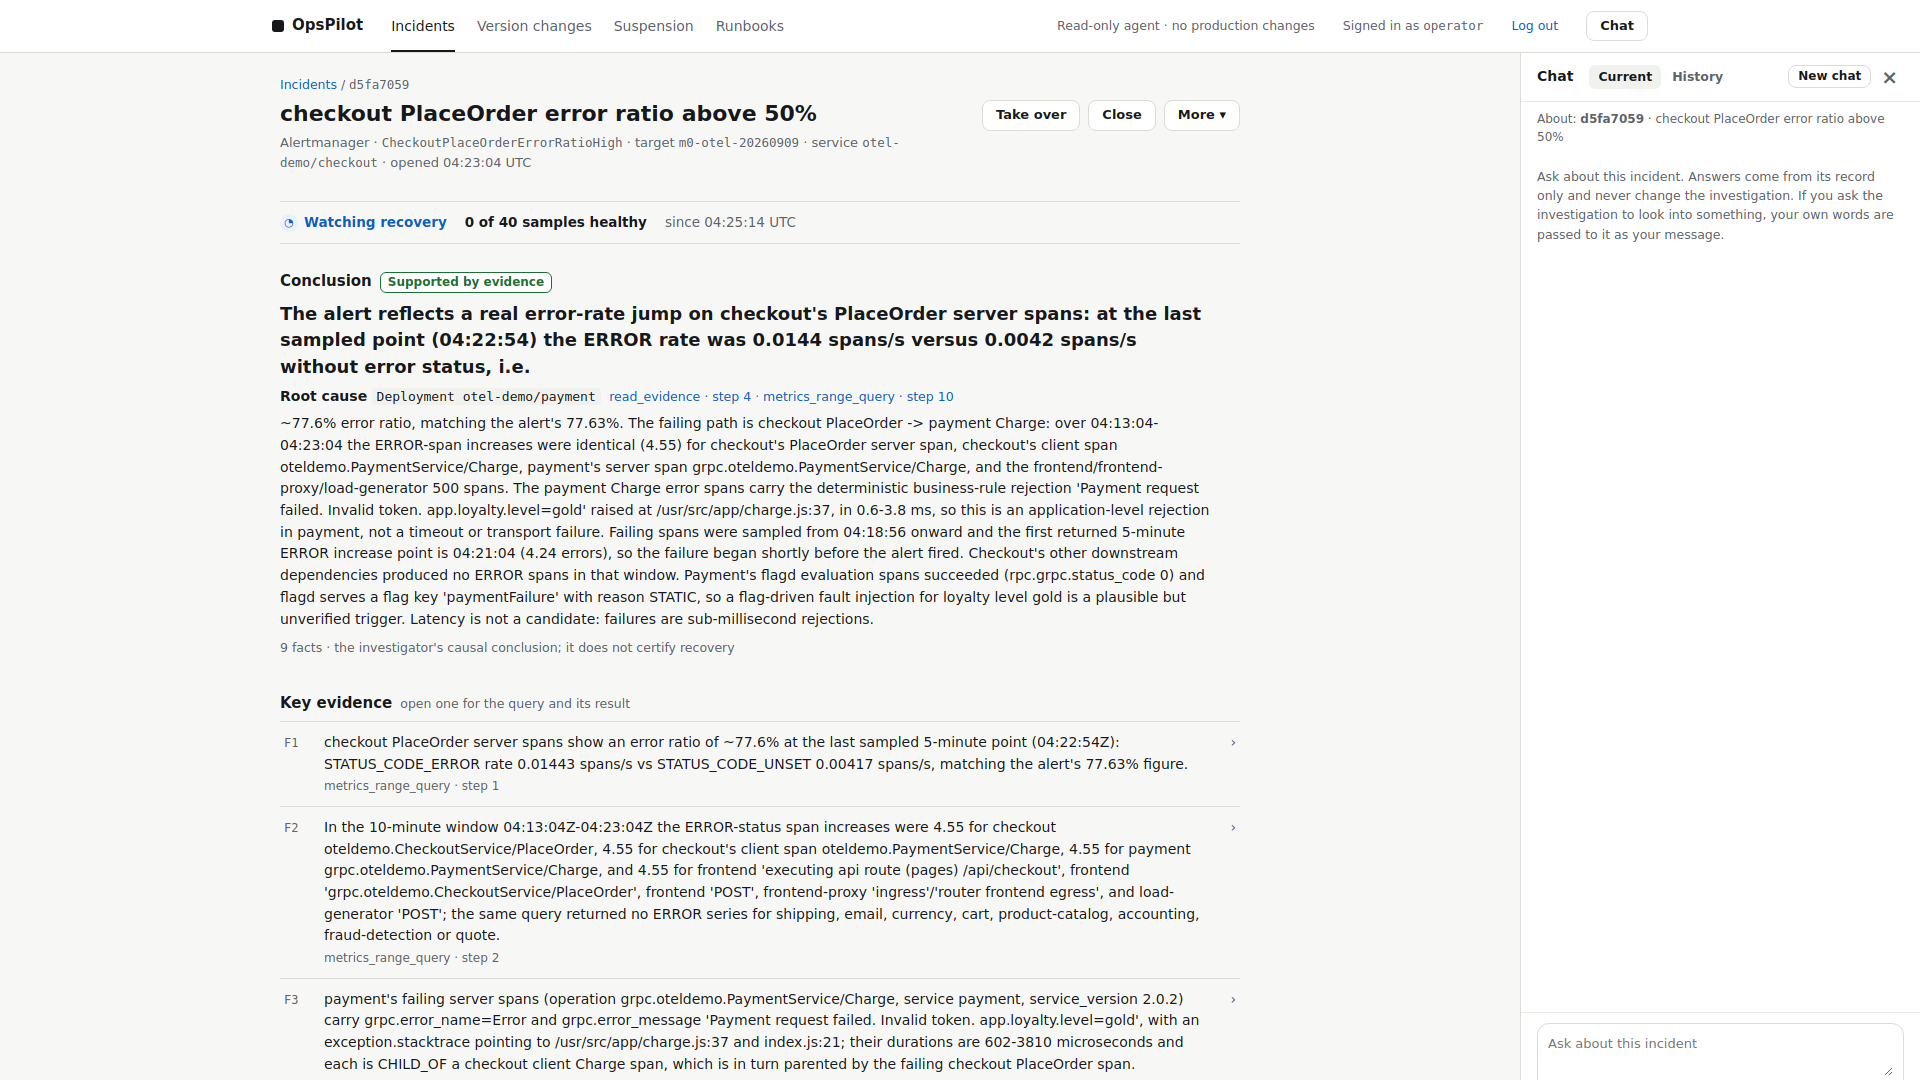 OpsPilot
Incidents
Version changes
Suspension
Runbooks
Read-only agent · no production changes
Signed in as operator
Log out
Chat
Incidents / d5fa7059
checkout PlaceOrder error ratio above 50%
Take over
Close
More ▾
Alertmanager · CheckoutPlaceOrderErrorRatioHigh · target m0-otel-20260909 · service otel-
demo/checkout · opened 04:23:04 UTC
Watching recovery 0 of 40 samples healthy since 04:25:14 UTC
Conclusion Supported by evidence
The alert reflects a real error-rate jump on checkout's PlaceOrder server spans: at the last
sampled point (04:22:54) the ERROR rate was 0.0144 spans/s versus 0.0042 spans/s
without error status, i.e.
Root cause Deployment otel-demo/payment read_evidence · step 4 · metrics_range_query · step 10
~77.6% error ratio, matching the alert's 77.63%. The failing path is checkout PlaceOrder -> payment Charge: over 04:13:04-
04:23:04 the ERROR-span increases were identical (4.55) for checkout's PlaceOrder server span, checkout's client span
oteldemo.PaymentService/Charge, payment's server span grpc.oteldemo.PaymentService/Charge, and the frontend/frontend-
proxy/load-generator 500 spans. The payment Charge error spans carry the deterministic business-rule rejection 'Payment request
failed. Invalid token. app.loyalty.level=gold' raised at /usr/src/app/charge.js:37, in 0.6-3.8 ms, so this is an application-level rejection
in payment, not a timeout or transport failure. Failing spans were sampled from 04:18:56 onward and the first returned 5-minute
ERROR increase point is 04:21:04 (4.24 errors), so the failure began shortly before the alert fired. Checkout's other downstream
dependencies produced no ERROR spans in that window. Payment's flagd evaluation spans succeeded (rpc.grpc.status_code 0) and
flagd serves a flag key 'paymentFailure' with reason STATIC, so a flag-driven fault injection for loyalty level gold is a plausible but
unverified trigger. Latency is not a candidate: failures are sub-millisecond rejections.
9 facts · the investigator's causal conclusion; it does not certify recovery
Key evidence open one for the query and its result
F1 checkout PlaceOrder server spans show an error ratio of ~77.6% at the last sampled 5-minute point (04:22:54Z): ›
STATUS_CODE_ERROR rate 0.01443 spans/s vs STATUS_CODE_UNSET 0.00417 spans/s, matching the alert's 77.63% figure.
metrics_range_query · step 1
F2 In the 10-minute window 04:13:04Z-04:23:04Z the ERROR-status span increases were 4.55 for checkout ›
oteldemo.CheckoutService/PlaceOrder, 4.55 for checkout's client span oteldemo.PaymentService/Charge, 4.55 for payment
grpc.oteldemo.PaymentService/Charge, and 4.55 for frontend 'executing api route (pages) /api/checkout', frontend
'grpc.oteldemo.CheckoutService/PlaceOrder', frontend 'POST', frontend-proxy 'ingress'/'router frontend egress', and load-
generator 'POST'; the same query returned no ERROR series for shipping, email, currency, cart, product-catalog, accounting,
fraud-detection or quote.
metrics_range_query · step 2
F3 payment's failing server spans (operation grpc.oteldemo.PaymentService/Charge, service payment, service_version 2.0.2) ›
carry grpc.error_name=Error and grpc.error_message 'Payment request failed. Invalid token. app.loyalty.level=gold', with an
exception.stacktrace pointing to /usr/src/app/charge.js:37 and index.js:21; their durations are 602-3810 microseconds and
each is CHILD_OF a checkout client Charge span, which is in turn parented by the failing checkout PlaceOrder span.
Chat
Current
History
New chat
×
About: d5fa7059 · checkout PlaceOrder error ratio above
50%
Ask about this incident. Answers come from its record
only and never change the investigation. If you ask the
investigation to look into something, your own words are
passed to it as your message.
Ask about this incident